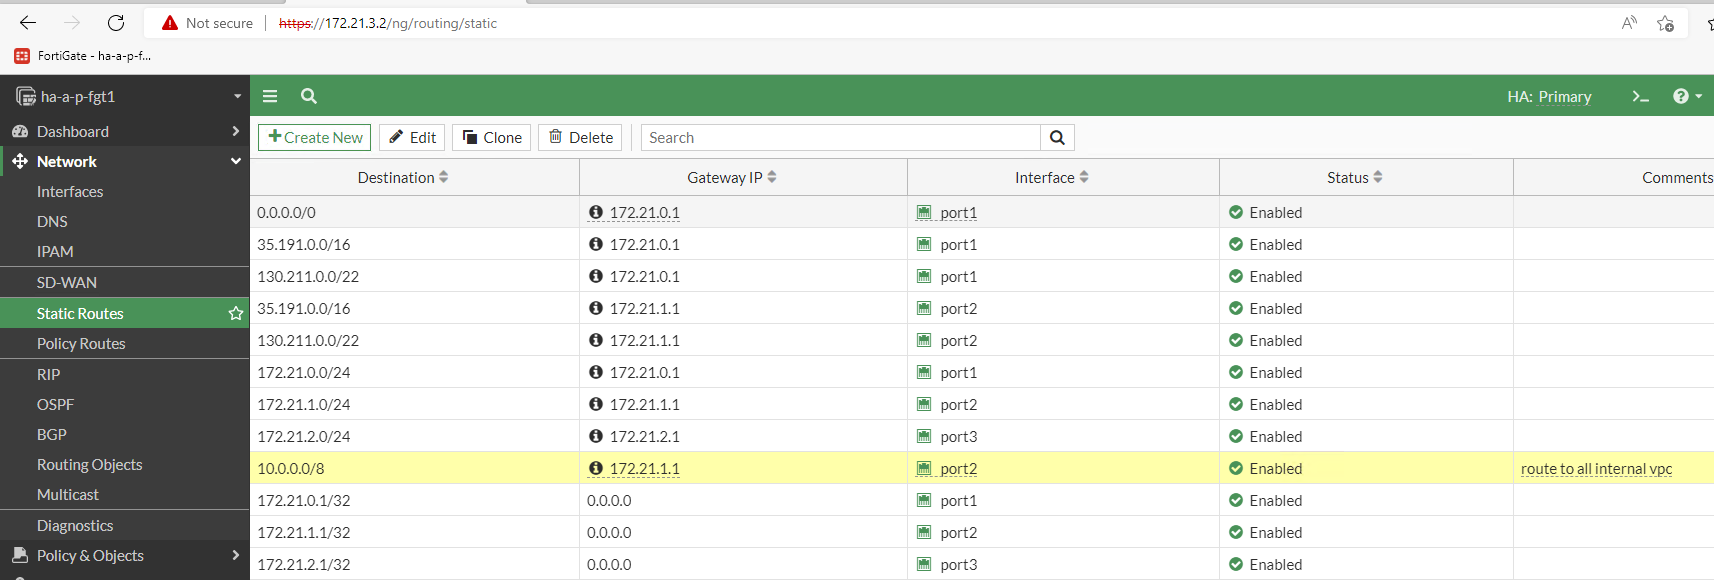 Not secure | https://172.21.3.2/ng/routing/static
FortiGate - ha-a-p-f...
ha-a-p-fgt1
HA: Primary
Dashboard
Network
Interfaces
DNS
IPAM
SD-WAN
Static Routes
Policy Routes
RIP
OSPF
BGP
Routing Objects
Multicast
Diagnostics
Policy & Objects
+ Create New Edit Clone Delete Search
Destination Gateway IP Interface Status Comments
0.0.0.0/0 172.21.0.1 port1 Enabled
35.191.0.0/16 172.21.0.1 port1 Enabled
130.211.0.0/22 172.21.0.1 port1 Enabled
35.191.0.0/16 172.21.1.1 port2 Enabled
130.211.0.0/22 172.21.1.1 port2 Enabled
172.21.0.0/24 172.21.0.1 port1 Enabled
172.21.1.0/24 172.21.1.1 port2 Enabled
172.21.2.0/24 172.21.2.1 port3 Enabled
10.0.0.0/8 172.21.1.1 port2 Enabled route to all internal vpc
172.21.0.1/32 0.0.0.0 port1 Enabled
172.21.1.1/32 0.0.0.0 port2 Enabled
172.21.2.1/32 0.0.0.0 port3 Enabled